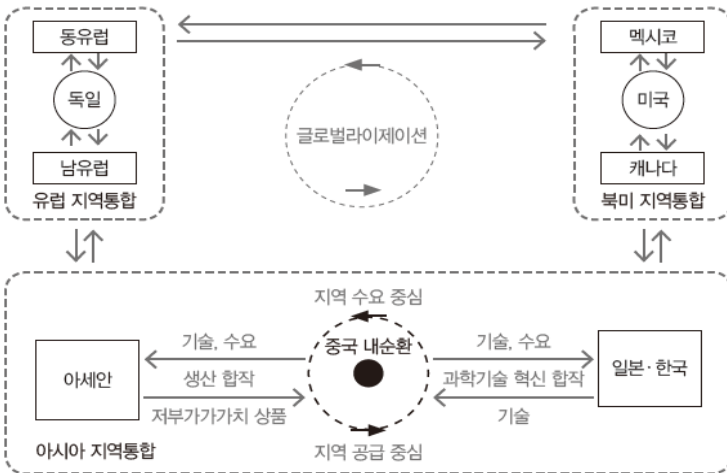 동유럽
독일
남유럽
유럽 지역통합
글로벌라이제이션
멕시코
미국
캐나다
북미 지역통합
지역 수요 중심
중국 내순환
기술, 수요
생산 합작
저부가가가치 상품
아세안
기술, 수요
과학기술 혁신 합작
기술
일본·한국
지역 공급 중심
아시아 지역통합